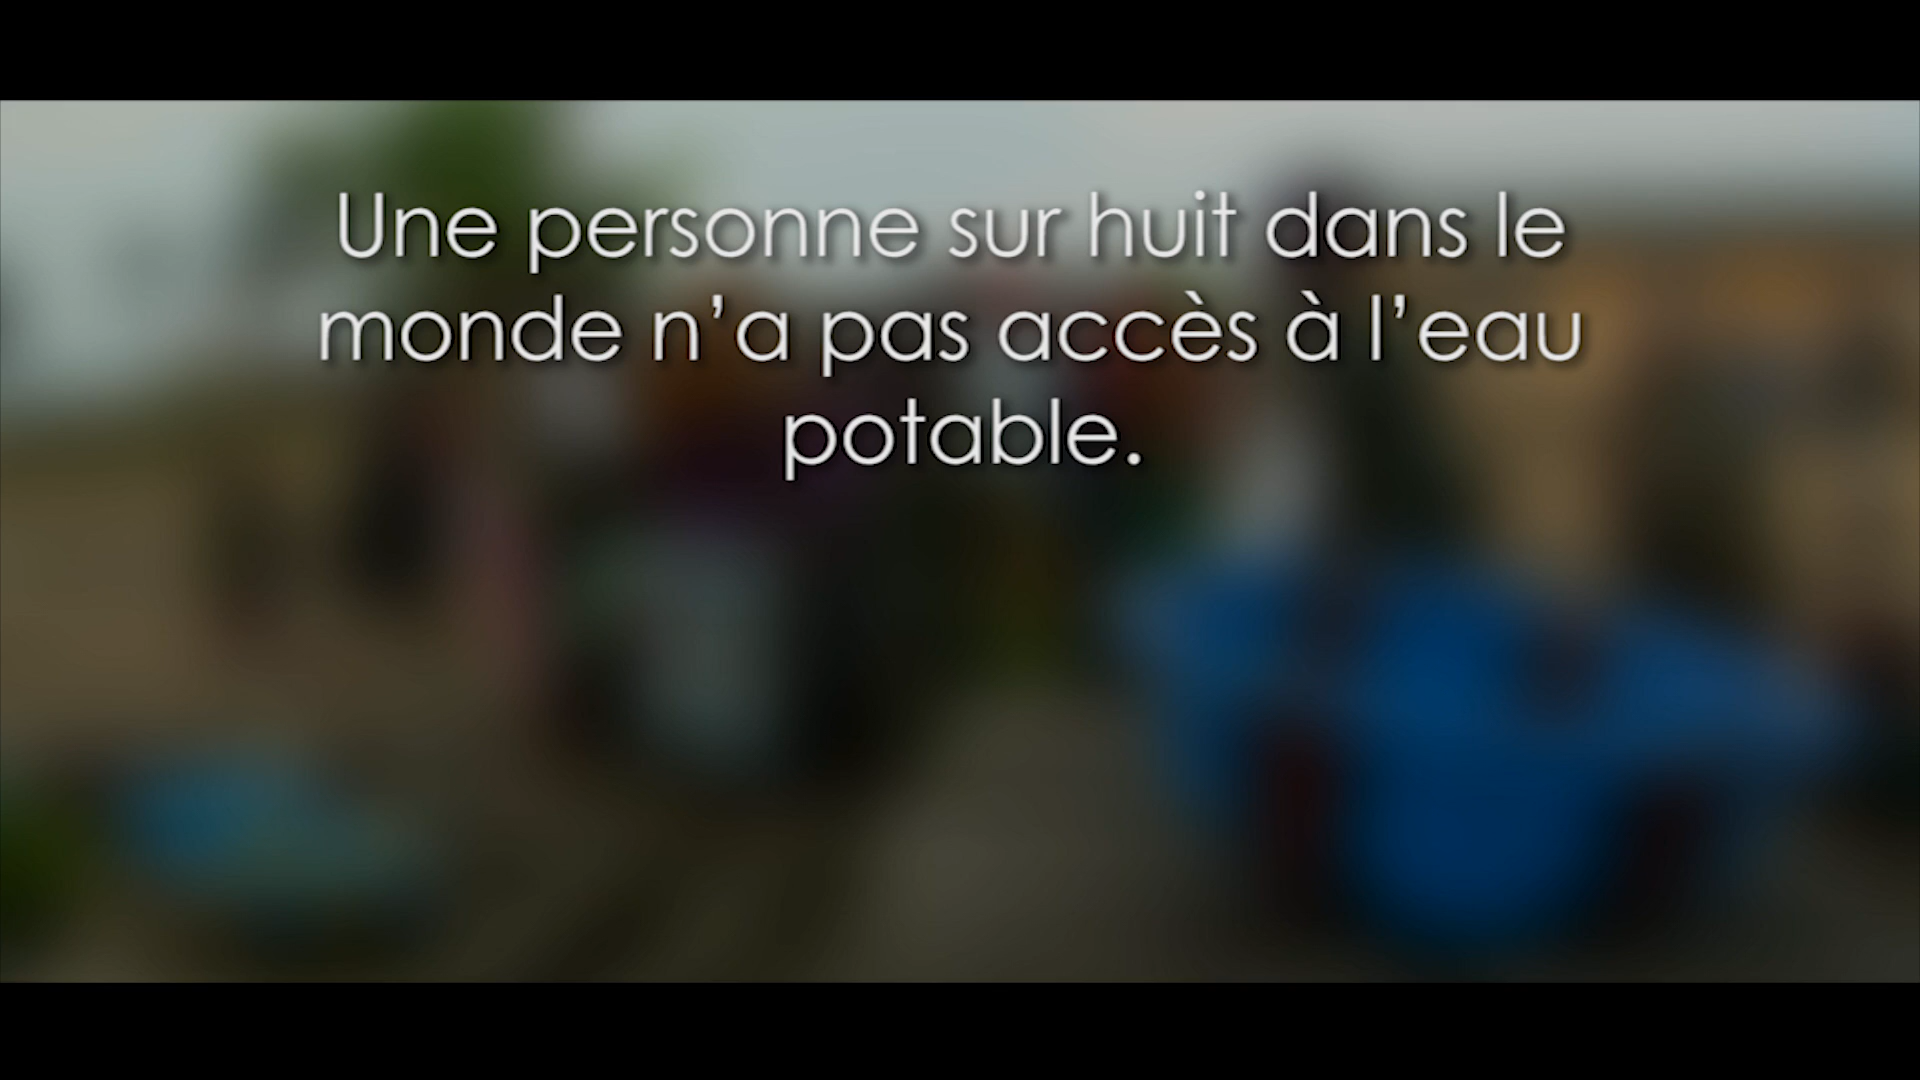 Une personne sur huit dans le
monde n’a pas accès à l’eau
potable.